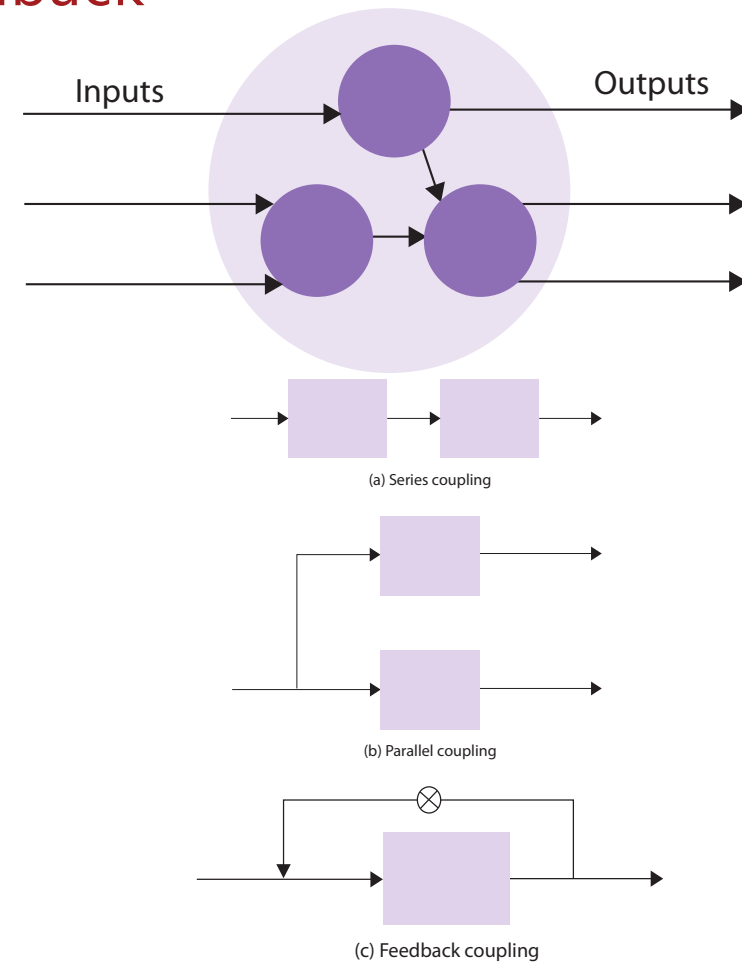 Inputs
Outputs
(a) Series coupling
(b) Parallel coupling
(c) Feedback coupling